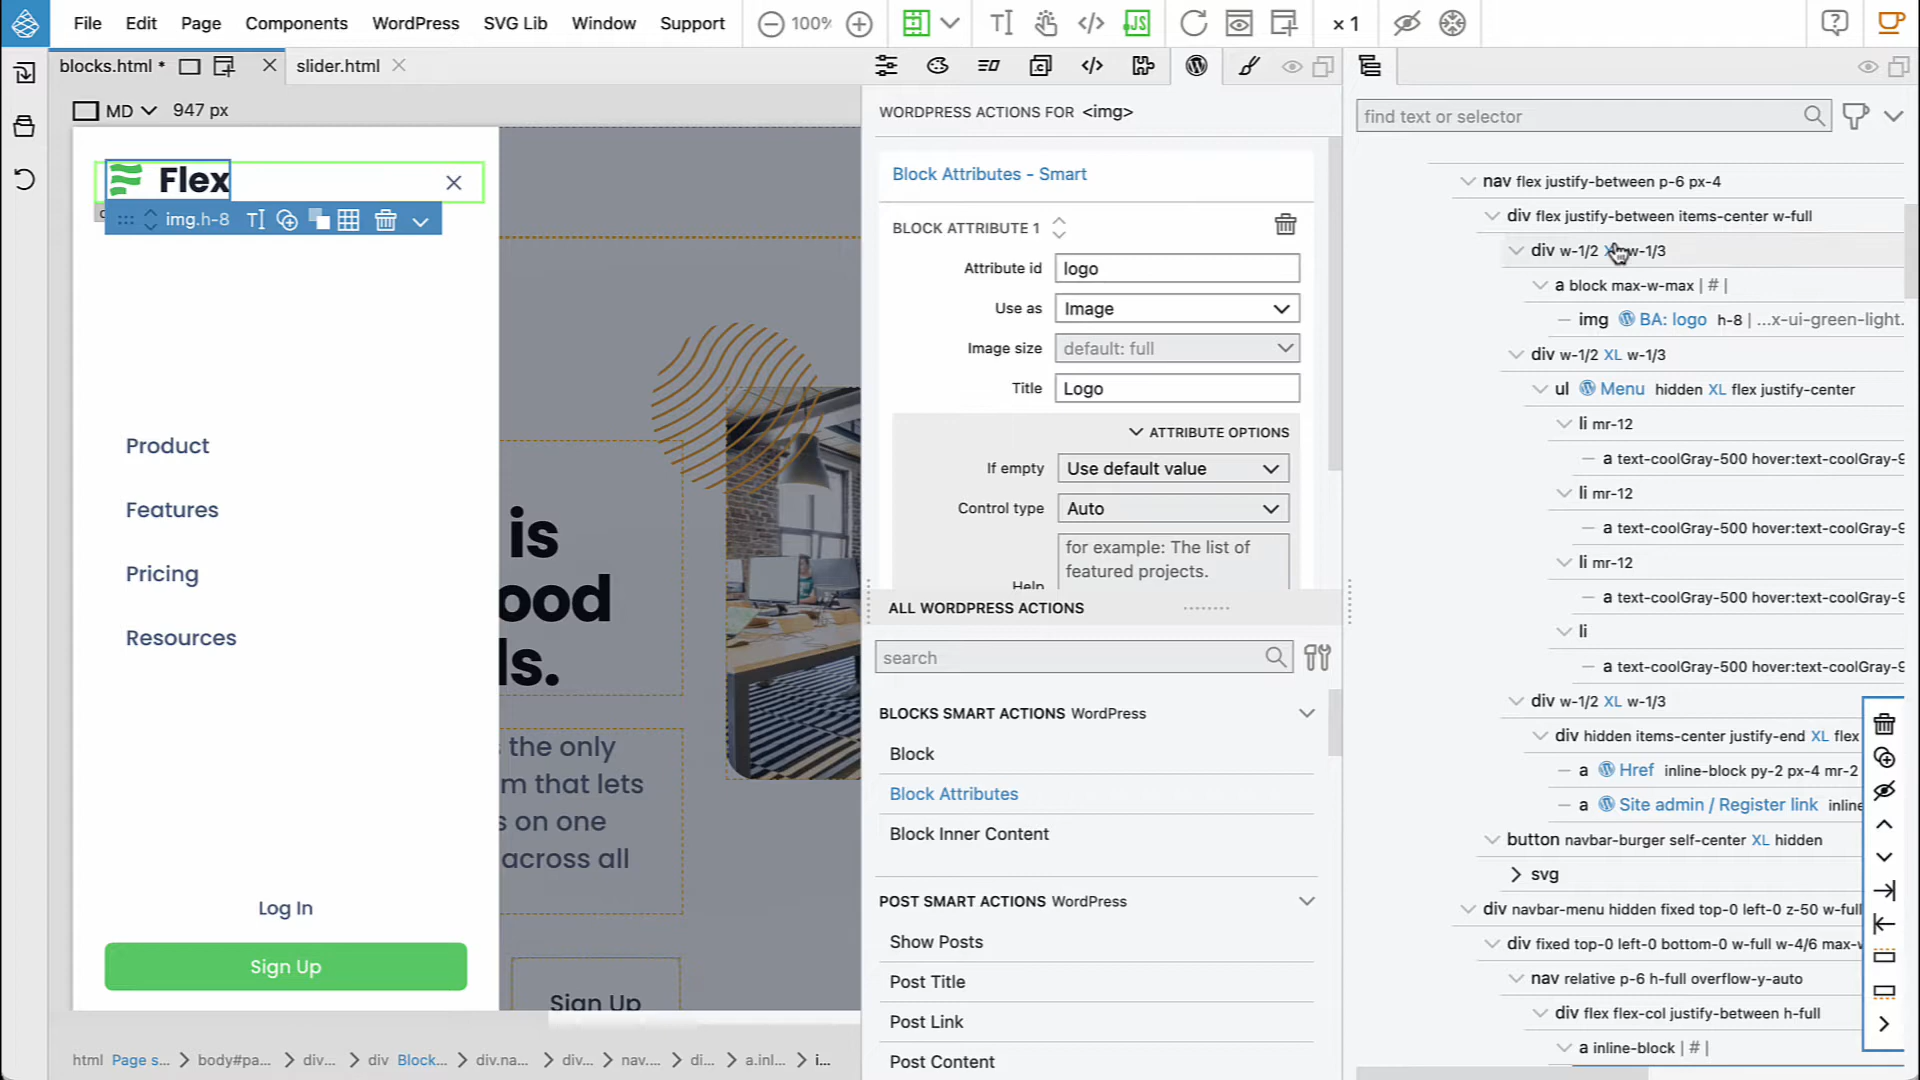 File Edit Page Components WordPress SVG Lib Window Support 100% JS × 1
blocks.html * slider.html
MD 947 px
Flex
img.h-8
Product
Features
Pricing
Resources
Log In
Sign Up
is
ood
ls.
the only
m that lets
s on one
across all
Sign Up
html Page s... body#pa... div... div Block... div.na... div... nav.... di... a.inl... i...
WORDPRESS ACTIONS FOR <img>
Block Attributes - Smart
BLOCK ATTRIBUTE 1
Attribute id logo
Use as Image
Image size default: full
Title Logo
ATTRIBUTE OPTIONS
If empty Use default value
Control type Auto
for example: The list of
featured projects.
Help
ALL WORDPRESS ACTIONS
search
BLOCKS SMART ACTIONS WordPress
Block
Block Attributes
Block Inner Content
POST SMART ACTIONS WordPress
Show Posts
Post Title
Post Link
Post Content
find text or selector
nav flex justify-between p-6 px-4
div flex justify-between items-center w-full
div w-1/2 w-1/3
a block max-w-max | # |
img BA: logo h-8 | ...x-ui-green-light.
div w-1/2 XL w-1/3
ul Menu hidden XL flex justify-center
li mr-12
a text-coolGray-500 hover:text-coolGray-9
li mr-12
a text-coolGray-500 hover:text-coolGray-9
li mr-12
a text-coolGray-500 hover:text-coolGray-9
li
a text-coolGray-500 hover:text-coolGray-9
div w-1/2 XL w-1/3
div hidden items-center justify-end XL flex
a Href inline-block py-2 px-4 mr-2
a Site admin / Register link inline
button navbar-burger self-center XL hidden
svg
div navbar-menu hidden fixed top-0 left-0 z-50 w-full
div fixed top-0 left-0 bottom-0 w-full w-4/6 max-w
nav relative p-6 h-full overflow-y-auto
div flex flex-col justify-between h-full
a inline-block | # |